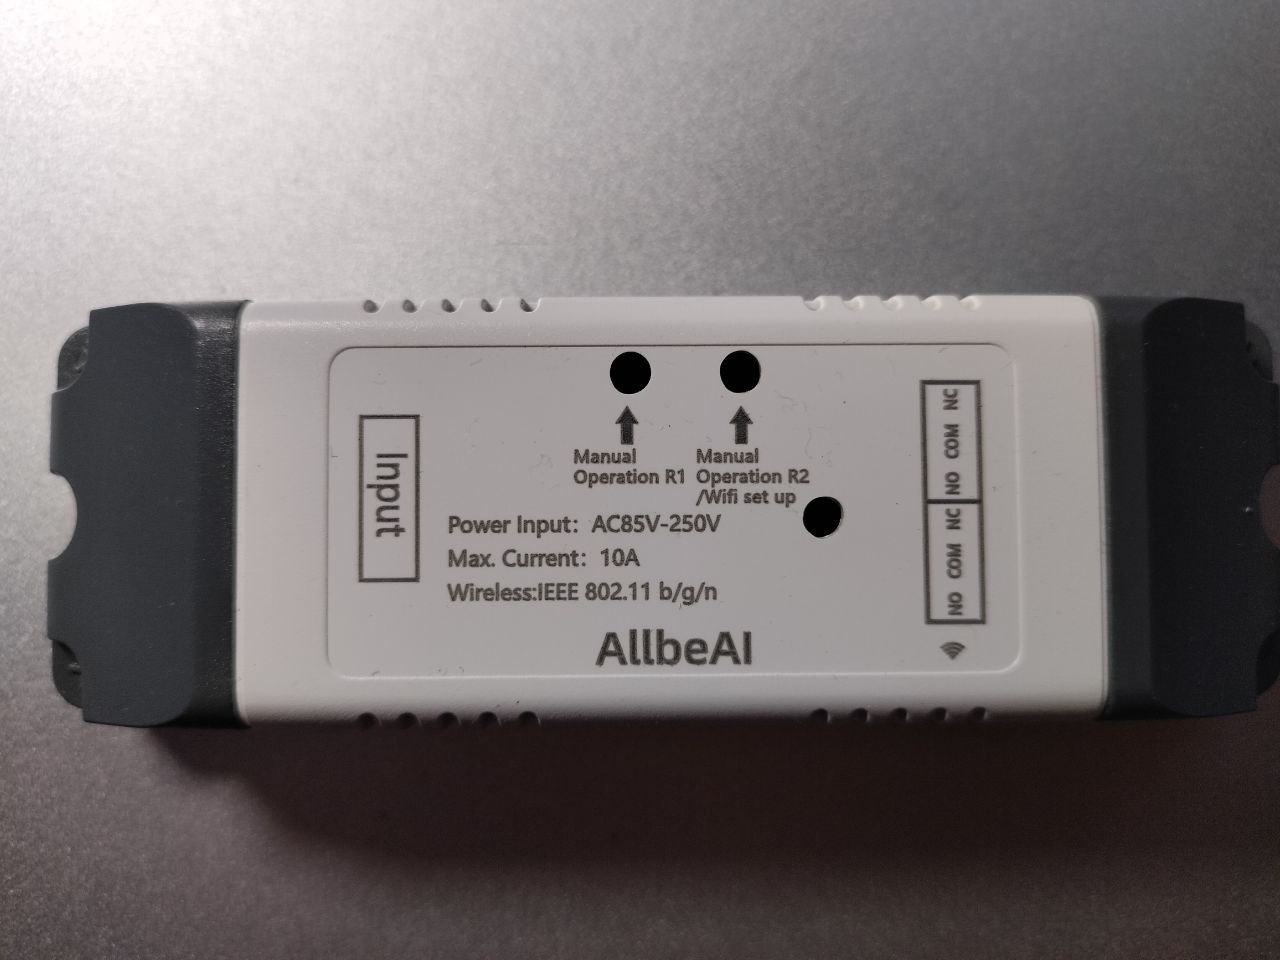 Input
Manual
Operation R1
Manual
Operation R2
/Wifi set up
Power Input: AC85V-250V
Max. Current: 10A
Wireless:IEEE 802.11 b/g/n
AllbeAI
NO COM NC
NO COM NC